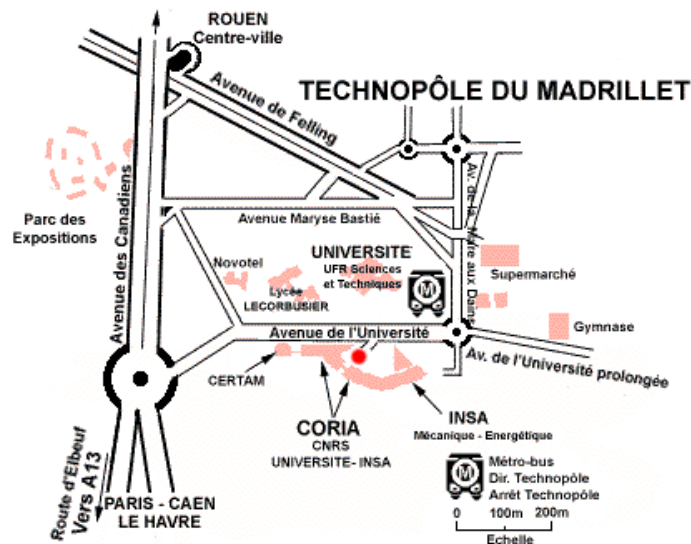 ROUEN
Centre-ville
TECHNOPÔLE DU MADRILLET
Avenue de Felling
Avenue des Canadiens
Parc des
Expositions
Avenue Maryse Bastié
Av. de la Mare aux Daims
UNIVERSITE
UFR Sciences
et Techniques
M
Novotel
Lycée
LECORBUSIER
Supermarché
Gymnase
Avenue de l'Université
Av. de l'Université prolongée
CERTAM
CORIA
CNRS
UNIVERSITE- INSA
INSA
Mécanique - Energétique
Route d'Elbeuf
Vers A13
PARIS - CAEN
LE HAVRE
M
Métro-bus
Dir. Technopôle
Arrét Technopôle
0 100m 200m
Echelle